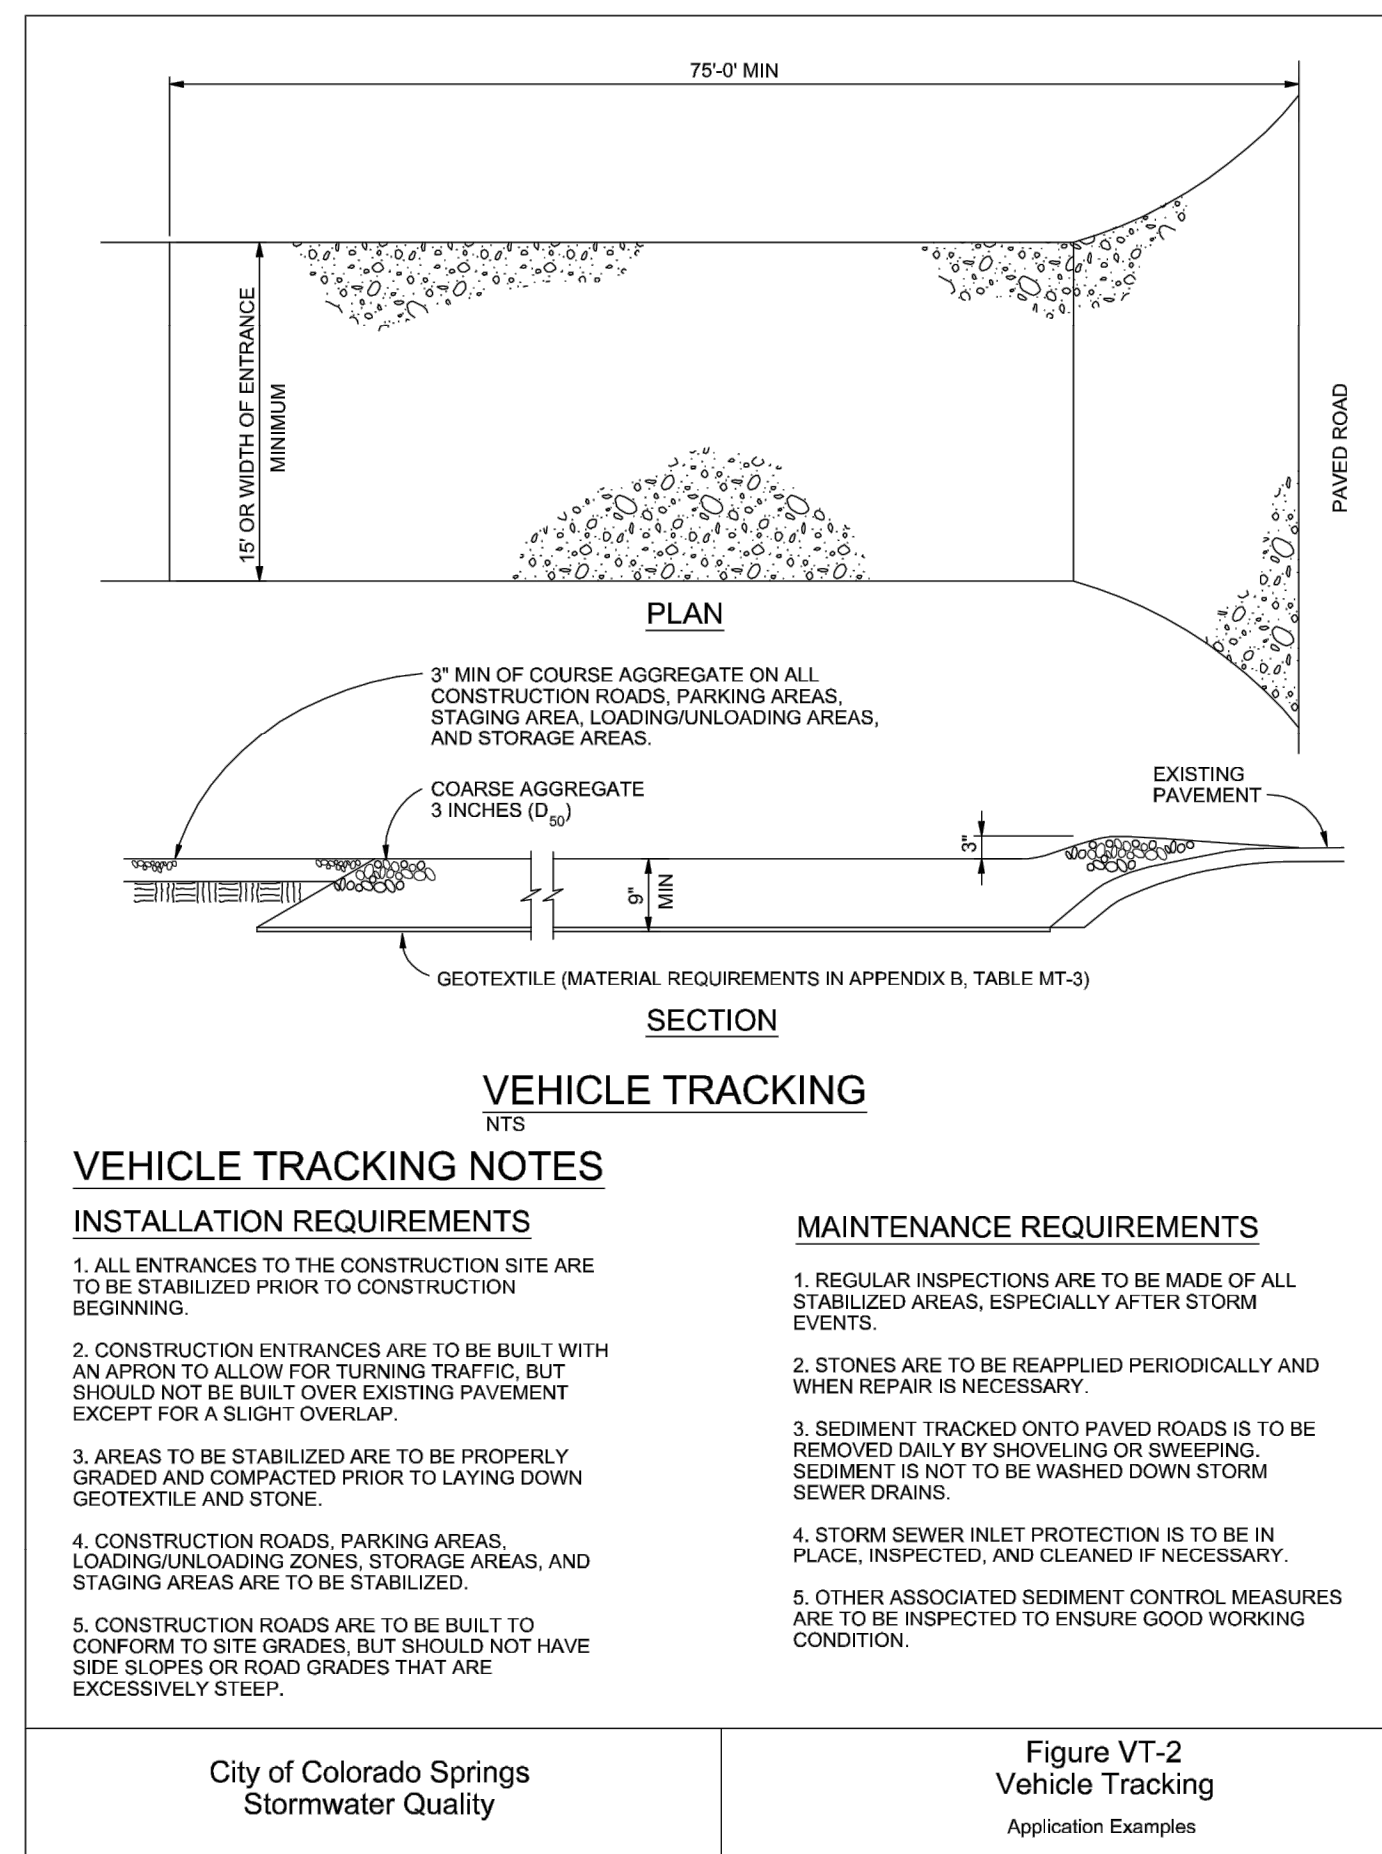 75'-0' MIN
15' OR WIDTH OF ENTRANCE
MINIMUM
PAVED ROAD
PLAN
3" MIN OF COURSE AGGREGATE ON ALL
CONSTRUCTION ROADS, PARKING AREAS,
STAGING AREA, LOADING/UNLOADING AREAS,
AND STORAGE AREAS.
COARSE AGGREGATE
3 INCHES (D50)
EXISTING
PAVEMENT
3"
9"
MIN
GEOTEXTILE (MATERIAL REQUIREMENTS IN APPENDIX B, TABLE MT-3)
SECTION
VEHICLE TRACKING
NTS
VEHICLE TRACKING NOTES
INSTALLATION REQUIREMENTS
1. ALL ENTRANCES TO THE CONSTRUCTION SITE ARE
TO BE STABILIZED PRIOR TO CONSTRUCTION
BEGINNING.
2. CONSTRUCTION ENTRANCES ARE TO BE BUILT WITH
AN APRON TO ALLOW FOR TURNING TRAFFIC, BUT
SHOULD NOT BE BUILT OVER EXISTING PAVEMENT
EXCEPT FOR A SLIGHT OVERLAP.
3. AREAS TO BE STABILIZED ARE TO BE PROPERLY
GRADED AND COMPACTED PRIOR TO LAYING DOWN
GEOTEXTILE AND STONE.
4. CONSTRUCTION ROADS, PARKING AREAS,
LOADING/UNLOADING ZONES, STORAGE AREAS, AND
STAGING AREAS ARE TO BE STABILIZED.
5. CONSTRUCTION ROADS ARE TO BE BUILT TO
CONFORM TO SITE GRADES, BUT SHOULD NOT HAVE
SIDE SLOPES OR ROAD GRADES THAT ARE
EXCESSIVELY STEEP.
MAINTENANCE REQUIREMENTS
1. REGULAR INSPECTIONS ARE TO BE MADE OF ALL
STABILIZED AREAS, ESPECIALLY AFTER STORM
EVENTS.
2. STONES ARE TO BE REAPPLIED PERIODICALLY AND
WHEN REPAIR IS NECESSARY.
3. SEDIMENT TRACKED ONTO PAVED ROADS IS TO BE
REMOVED DAILY BY SHOVELING OR SWEEPING.
SEDIMENT IS NOT TO BE WASHED DOWN STORM
SEWER DRAINS.
4. STORM SEWER INLET PROTECTION IS TO BE IN
PLACE, INSPECTED, AND CLEANED IF NECESSARY.
5. OTHER ASSOCIATED SEDIMENT CONTROL MEASURES
ARE TO BE INSPECTED TO ENSURE GOOD WORKING
CONDITION.
City of Colorado Springs
Stormwater Quality
Figure VT-2
Vehicle Tracking
Application Examples